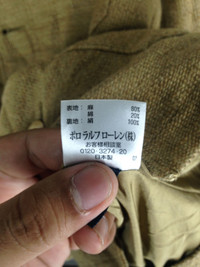 表地: 麻 80%
綿 20%
裏地: 絹 100%
ポロ ラルフ ローレン(株)
お客様相談室
0120-3274-20
日本製